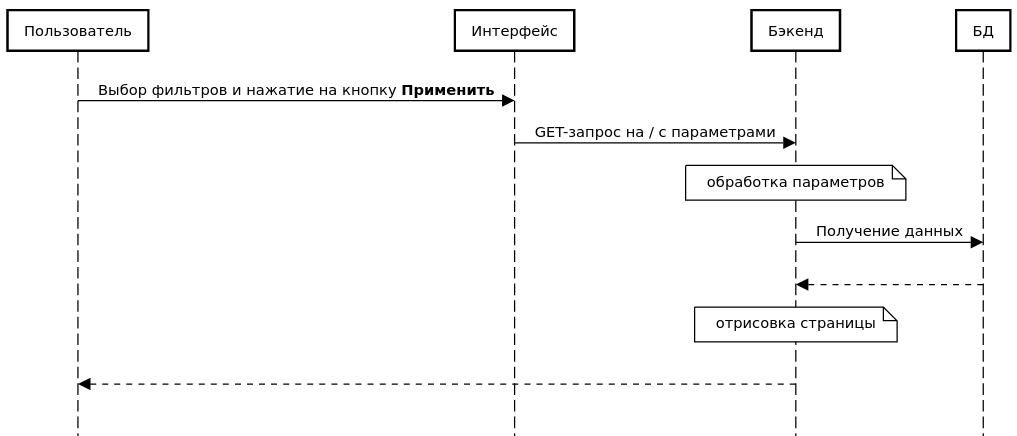 Пользователь
Интерфейс
Бэкенд
БД
Выбор фильтров и нажатие на кнопку Применить
GET-запрос на / с параметрами
обработка параметров
Получение данных
отрисовка страницы